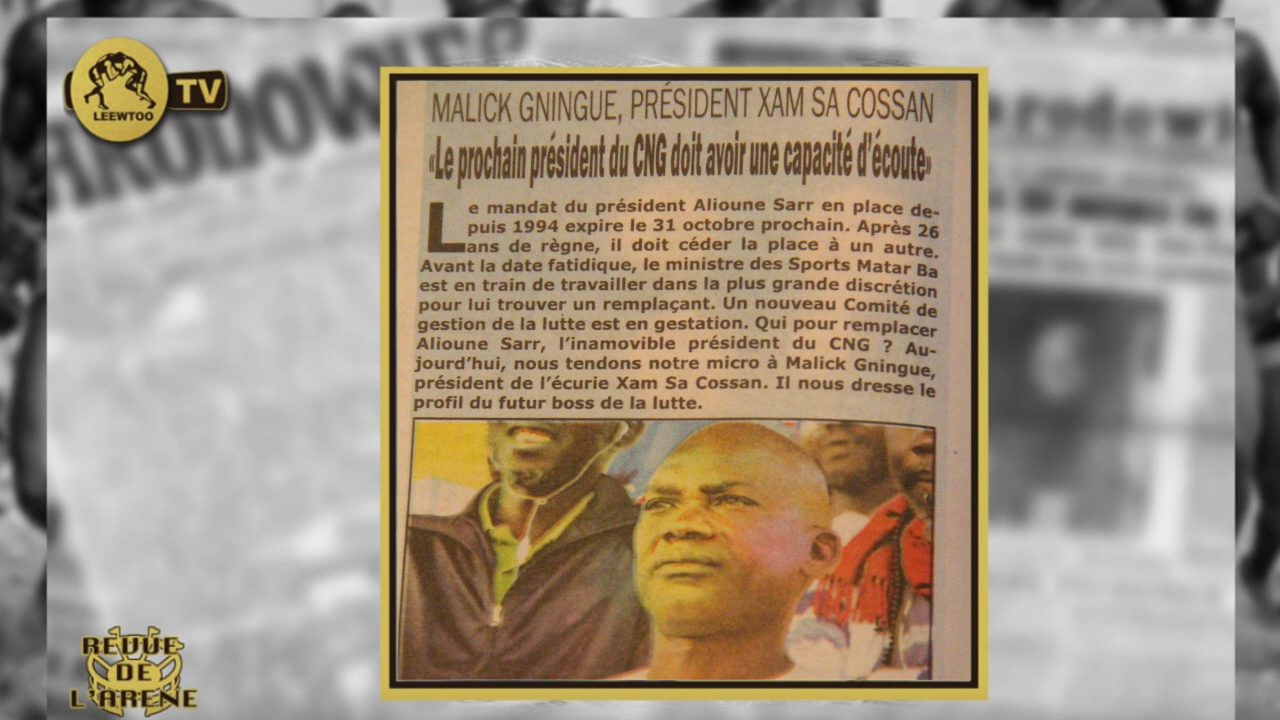 LEEWTOO
TV
MALICK GNINGUE, PRÉSIDENT XAM SA COSSAN
«Le prochain président du CNG doit avoir une capacité d'écoute»
Le mandat du président Alioune Sarr en place de-
puis 1994 expire le 31 octobre prochain. Après 26
ans de règne, il doit céder la place à un autre.
Avant la date fatidique, le ministre des Sports Matar Ba
est en train de travailler dans la plus grande discrétion
pour lui trouver un remplaçant. Un nouveau Comité de
gestion de la lutte est en gestation. Qui pour remplacer
Alioune Sarr, l'inamovible président du CNG ? Au-
jourd'hui, nous tendons notre micro à Malick Gningue,
président de l'écurie Xam Sa Cossan. Il nous dresse le
profil du futur boss de la lutte.
REVUE
DE
L'ARENE